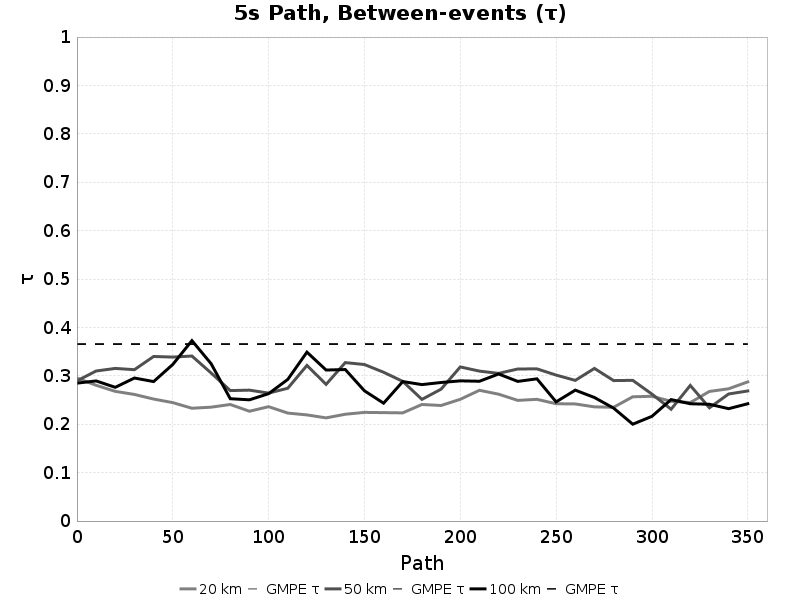 5s Path, Between-events (τ)
1
0.9
0.8
0.7
0.6
0.5
0.4
0.3
0.2
0.1
0
τ
0 50 100 150 200 250 300 350
Path
20 km GMPE τ 50 km GMPE τ 100 km GMPE τ